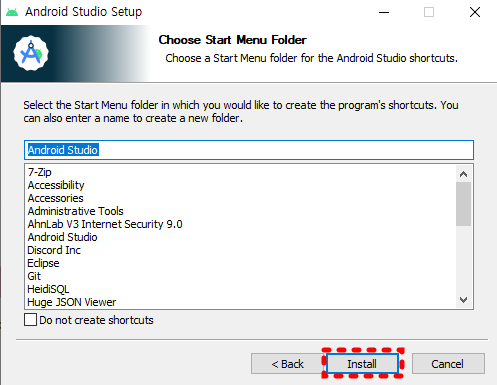 Android Studio Setup
Choose Start Menu Folder
Choose a Start Menu folder for the Android Studio shortcuts.
Select the Start Menu folder in which you would like to create the program's shortcuts. You
can also enter a name to create a new folder.
Android Studio
7-Zip
Accessibility
Accessories
Administrative Tools
AhnLab V3 Internet Security 9.0
Android Studio
Discord Inc
Eclipse
Git
HeidiSQL
Huge JSON Viewer
Do not create shortcuts
< Back
Install
Cancel